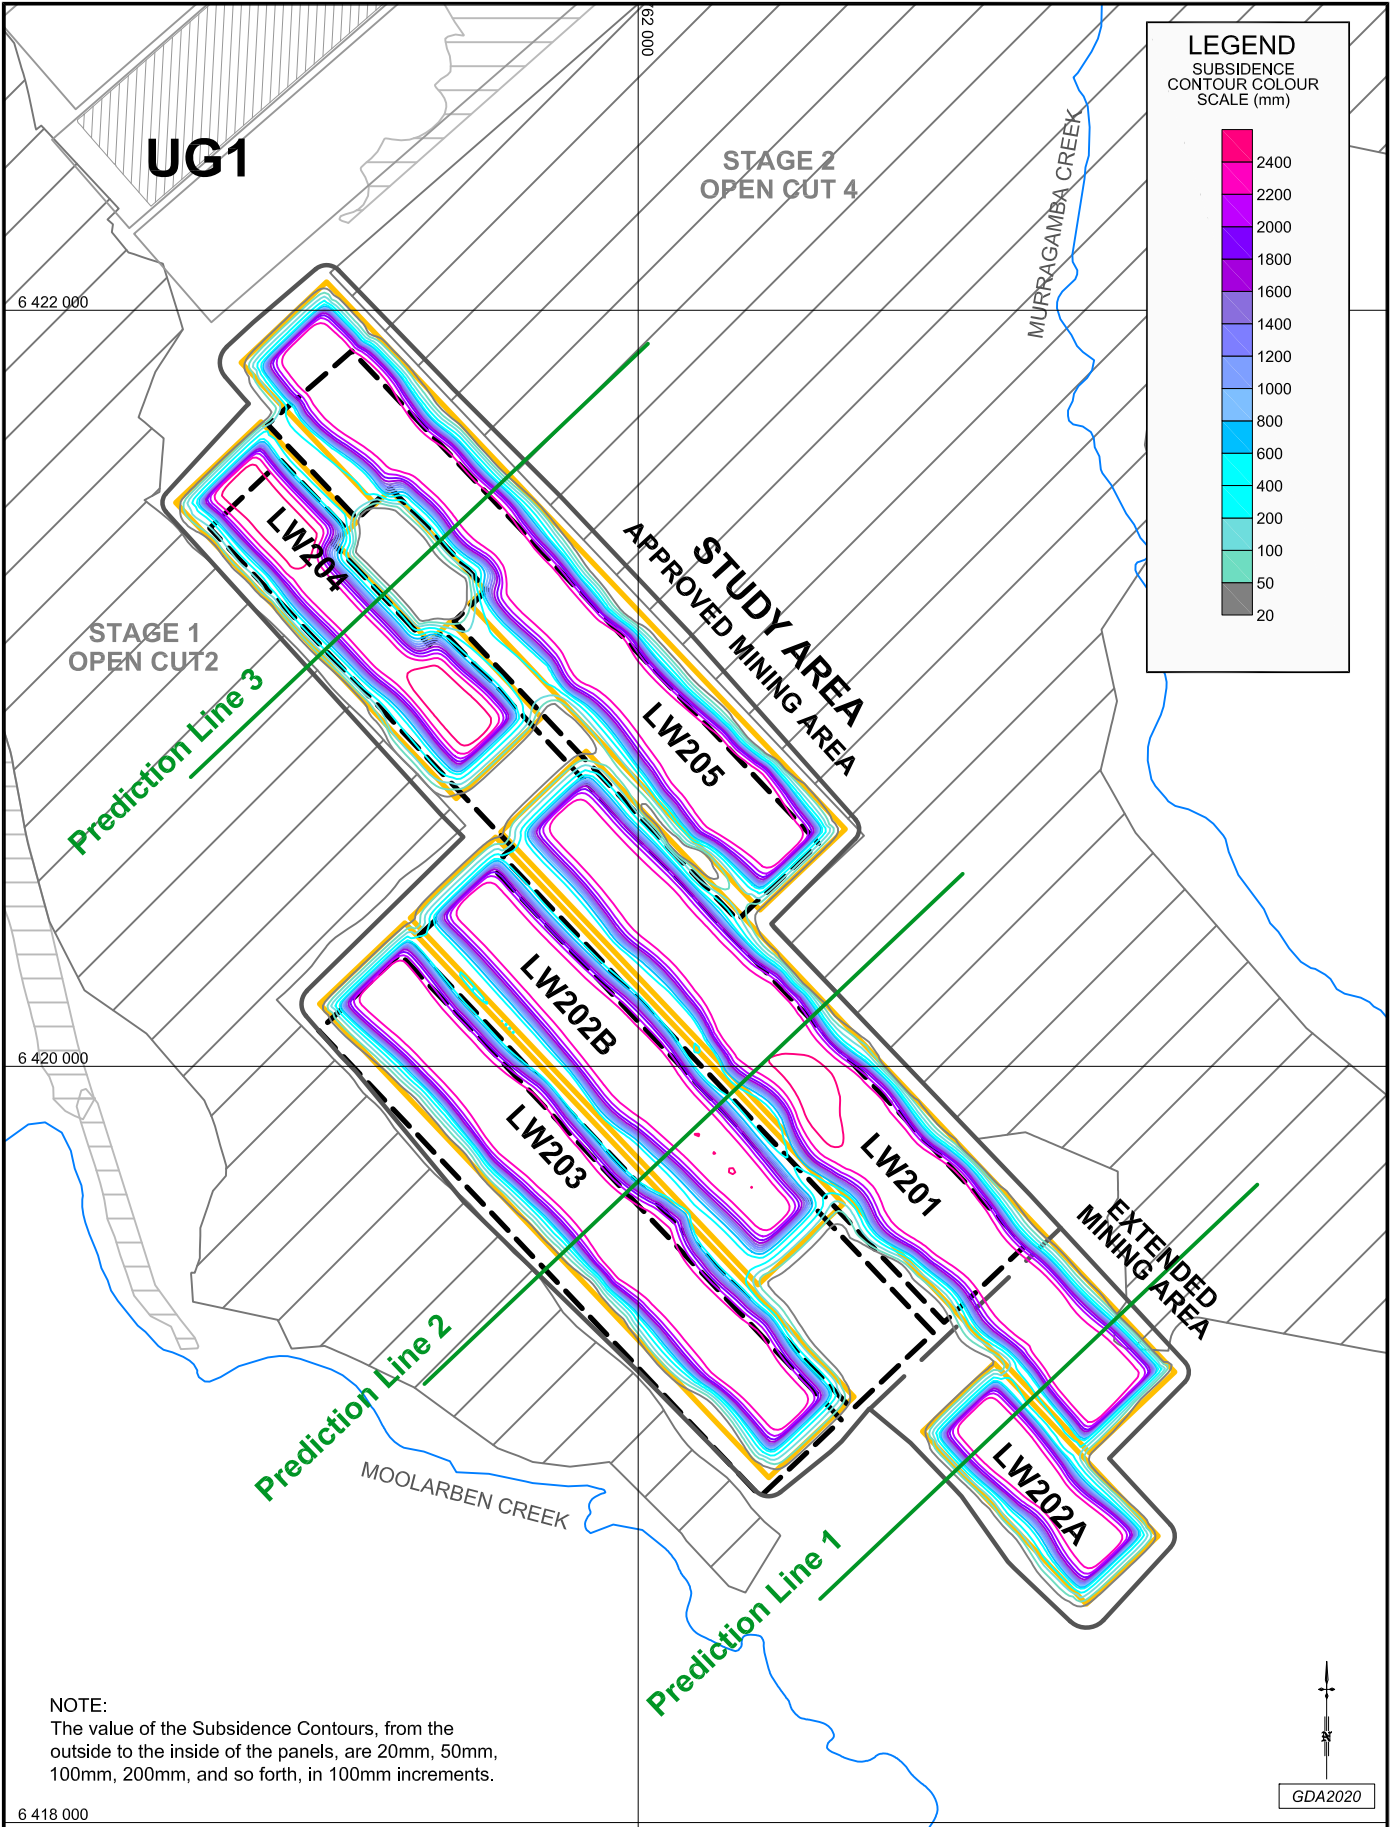 62 000
LEGEND
SUBSIDENCE
CONTOUR COLOUR
SCALE (mm)
2400
2200
2000
1800
1600
1400
1200
1000
800
600
400
200
100
50
20
UG1
STAGE 2
OPEN CUT 4
MURRAGAMBA CREEK
6 422 000
LW204
STUDY AREA
APPROVED MINING AREA
STAGE 1
OPEN CUT2
Prediction Line 3
LW205
LW202B
6 420 000
LW203
LW201
EXTENDED
MINING AREA
Prediction Line 2
MOOLARBEN CREEK
LW202A
Prediction Line 1
NOTE:
The value of the Subsidence Contours, from the
outside to the inside of the panels, are 20mm, 50mm,
100mm, 200mm, and so forth, in 100mm increments.
N
GDA2020
6 418 000